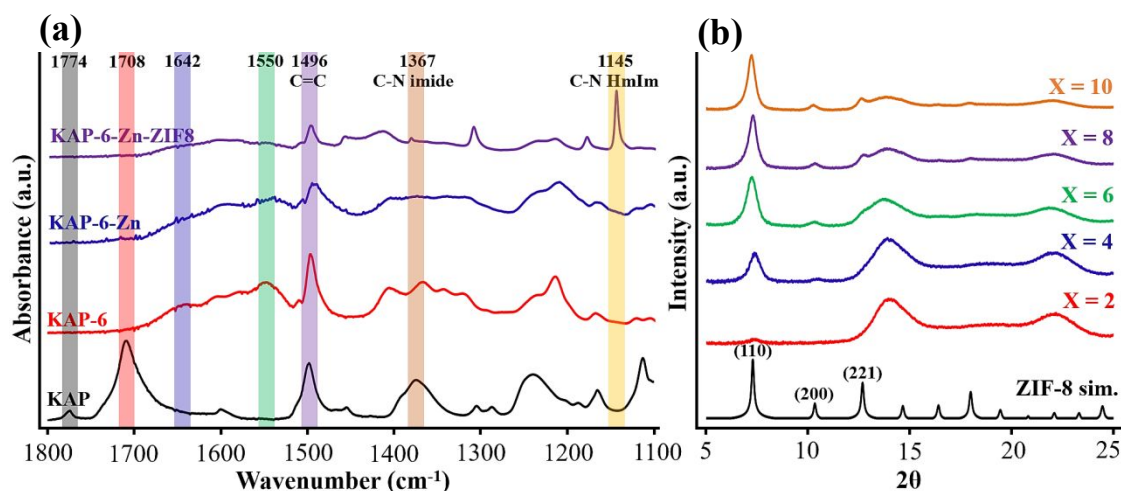 (a)
1774 1708 1642 1550 1496 1367 1145
C=C C-N imide C-N HmIm
KAP-6-Zn-ZIF8
KAP-6-Zn
KAP-6
KAP
Absorbance (a.u.)
1800 1700 1600 1500 1400 1300 1200 1100
Wavenumber (cm⁻¹)
(b)
X = 10
X = 8
X = 6
X = 4
X = 2
(110)
(200)
(221)
ZIF-8 sim.
Intensity (a.u.)
5 10 15 20 25
2θ